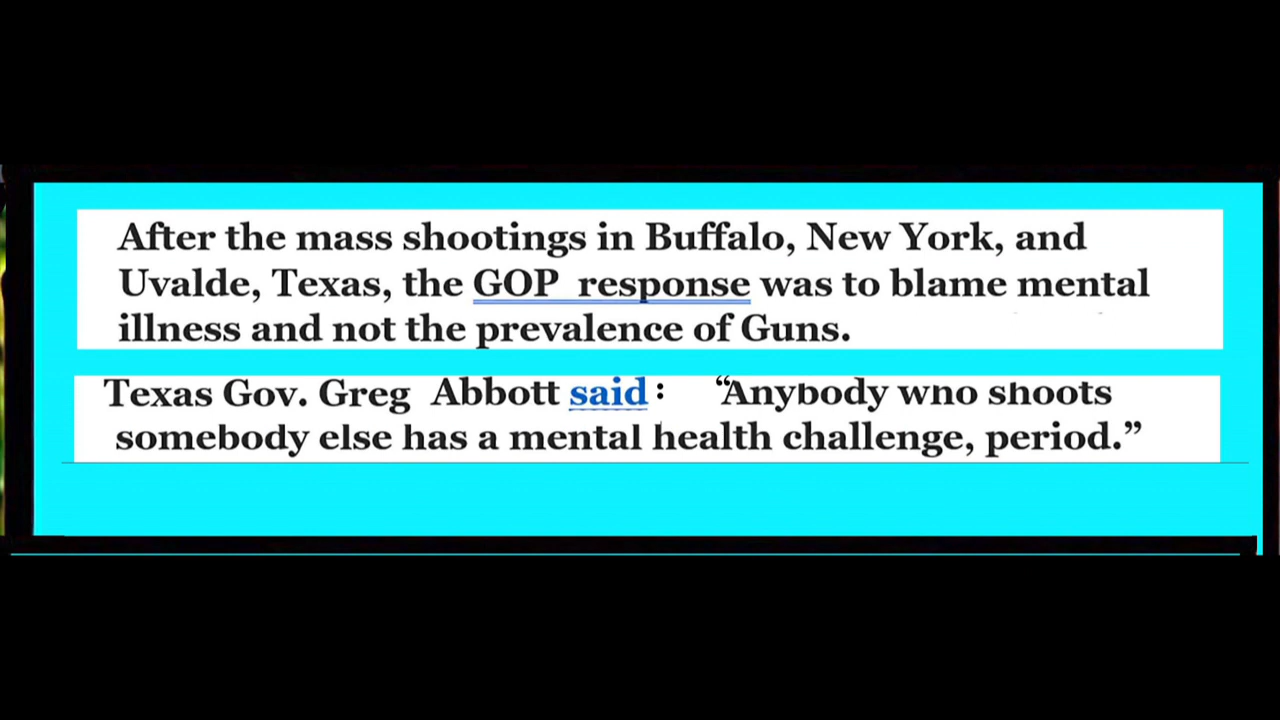 After the mass shootings in Buffalo, New York, and
Uvalde, Texas, the GOP response was to blame mental
illness and not the prevalence of Guns.
Texas Gov. Greg Abbott said: “Anybody who shoots
somebody else has a mental health challenge, period.”